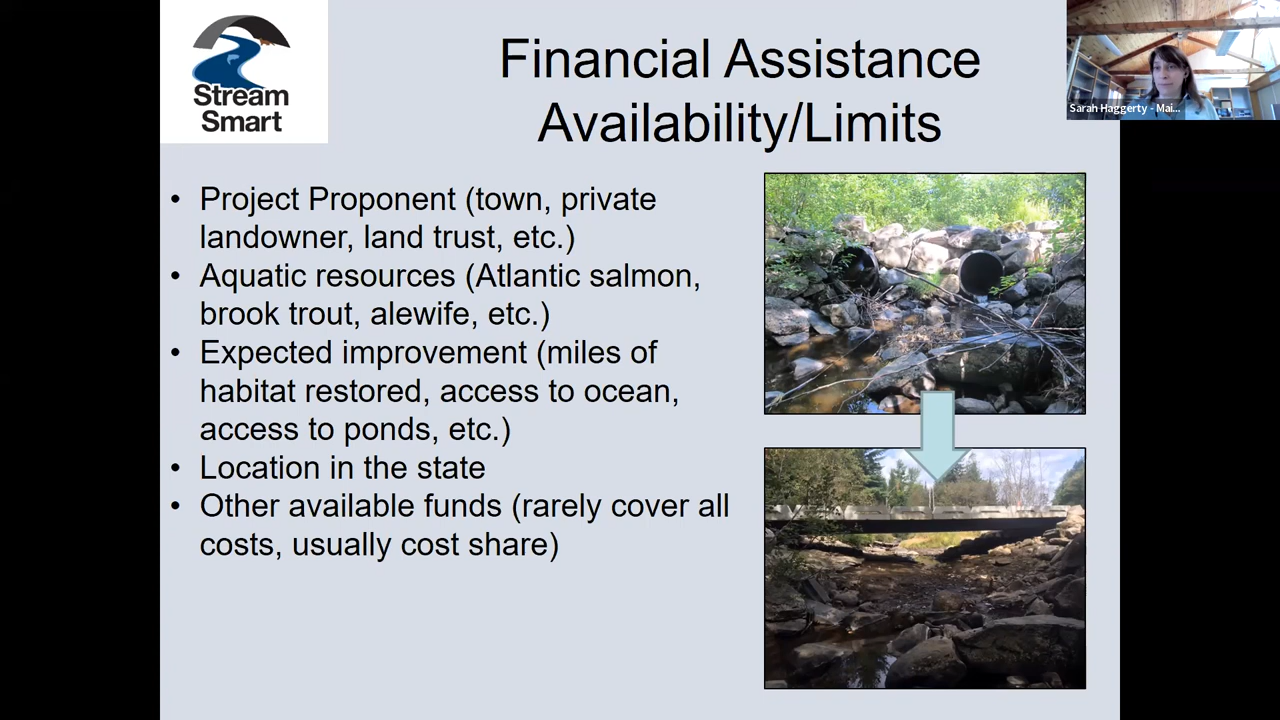 Stream
Smart
Financial Assistance
Availability/Limits
Sarah Haggerty - Mai...
• Project Proponent (town, private
landowner, land trust, etc.)
• Aquatic resources (Atlantic salmon,
brook trout, alewife, etc.)
• Expected improvement (miles of
habitat restored, access to ocean,
access to ponds, etc.)
• Location in the state
• Other available funds (rarely cover all
costs, usually cost share)